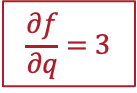 ∂f/∂q = 3